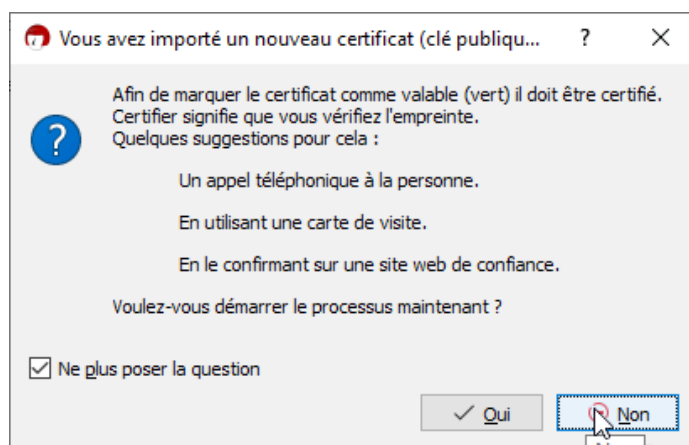 Vous avez importé un nouveau certificat (clé publiqu...
?
Afin de marquer le certificat comme valable (vert) il doit être certifié.
Certifier signifie que vous vérifiez l'empreinte.
Quelques suggestions pour cela :
Un appel téléphonique à la personne.
En utilisant une carte de visite.
En le confirmant sur une site web de confiance.
Voulez-vous démarrer le processus maintenant ?
Ne plus poser la question
Oui
Non